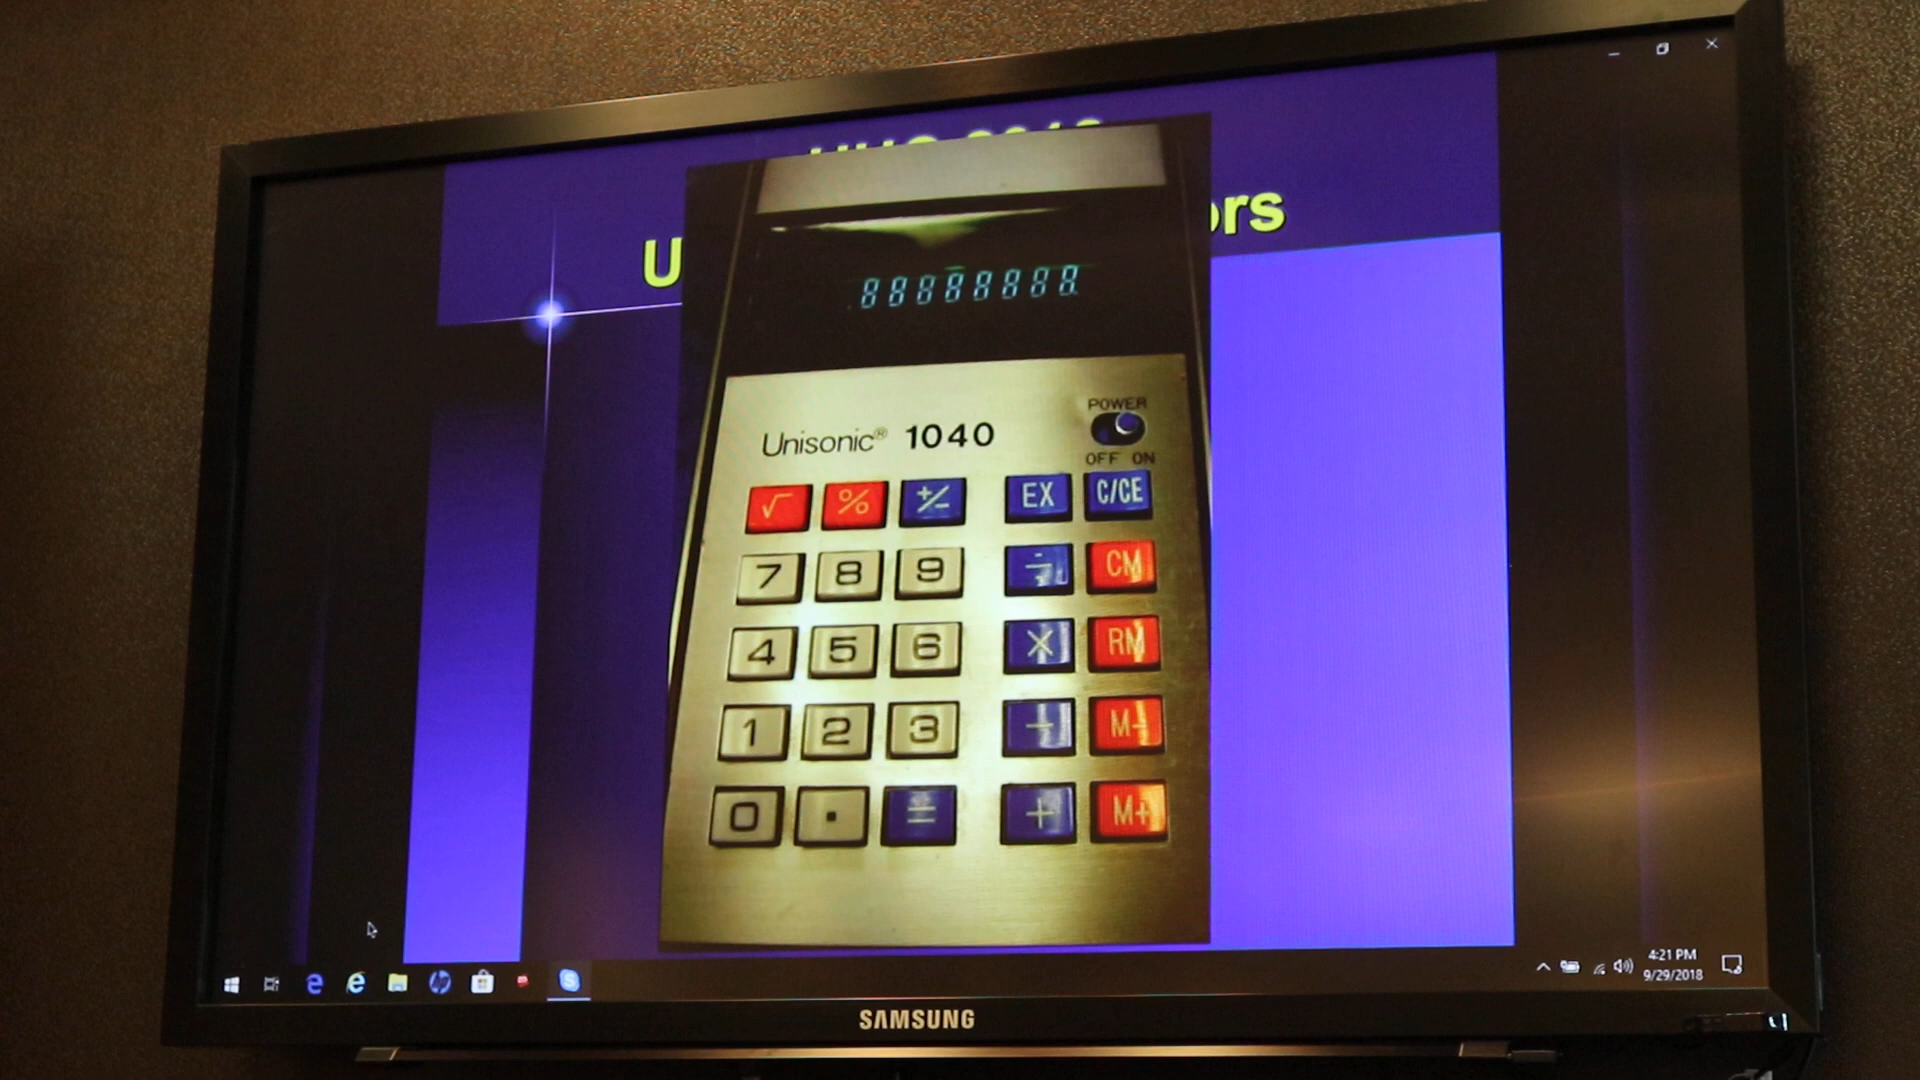 ors
88888888.
POWER
Unisonic® 1040
OFF ON
√ % +/- EX C/CE
7 8 9 ÷ CM
4 5 6 X RM
1 2 3 - M-
0 . = + M+
4:21 PM
9/29/2018
SAMSUNG